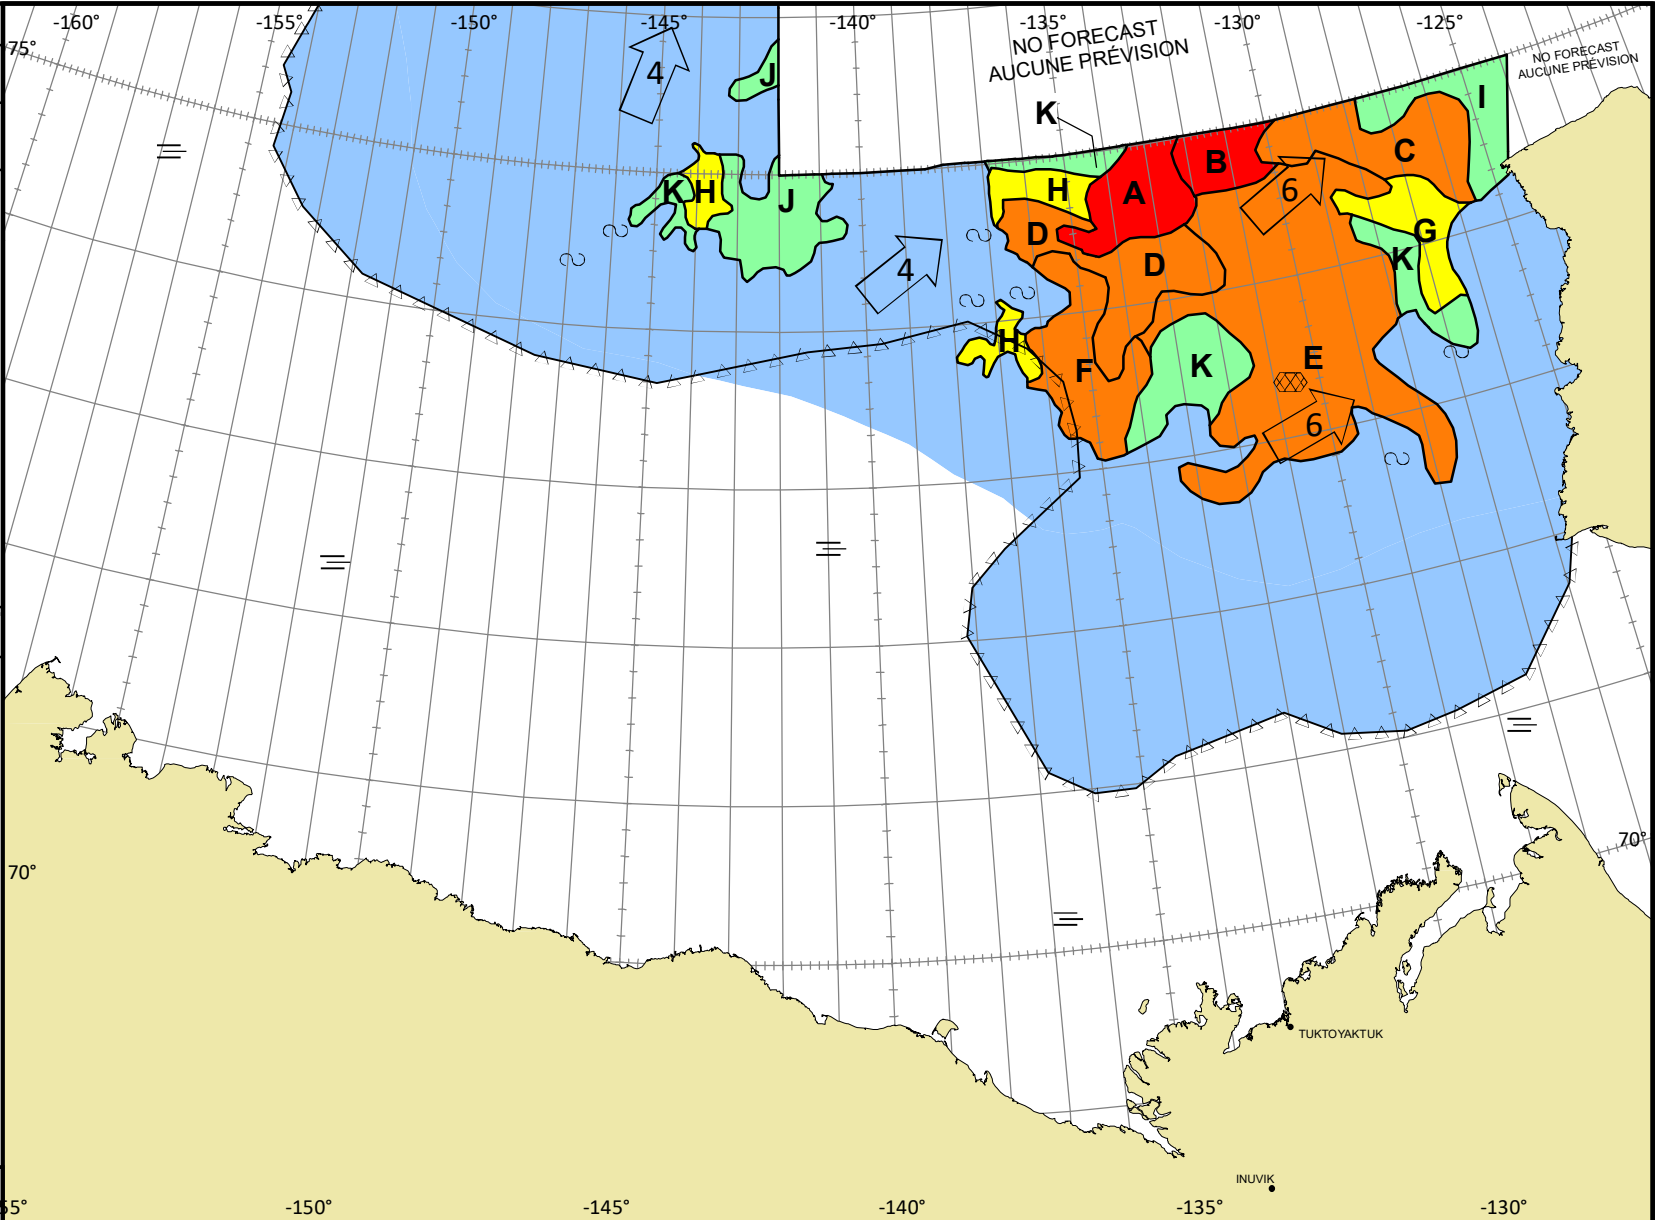 -160°
-155°
-150°
-145°
-140°
-135°
-130°
-125°
75°
NO FORECAST
AUCUNE PRÉVISION
NO FORECAST
AUCUNE PRÉVISION
4
J
K
I
B
C
K
H
J
H
A
6
D
G
K
4
D
H
F
K
E
6
70°
70°
TUKTOYAKTUK
INUVIK
55°
-150°
-145°
-140°
-135°
-130°